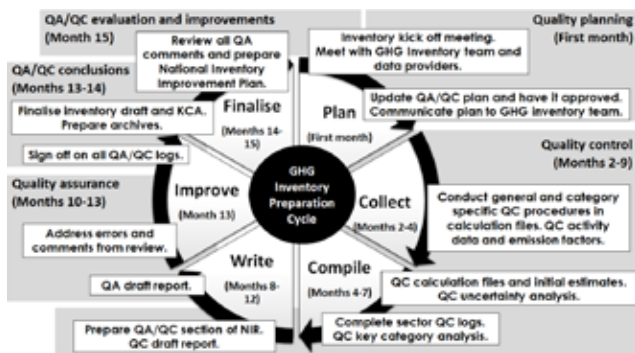 QA/QC evaluation and improvements
(Month 15)
Quality planning
(First month)
Review all QA
comments and prepare
National Inventory
Improvement Plan.
Inventory kick off meeting.
Meet with GHG Inventory team and
data providers.
QA/QC conclusions
(Months 13-14)
Finalise inventory draft and KCA.
Prepare archives.
Sign off on all QA/QC logs.
Finalise
(Months 14-
15)
Plan
(First month)
Update QA/QC plan and have it approved.
Communicate plan to GHG inventory team.
Quality control
(Months 2-9)
GHG
Inventory
Preparation
Cycle
Quality assurance
(Months 10-13)
Improve
(Month 13)
Collect
(Months 2-4)
Conduct general and category
specific QC procedures in
calculation files. QC activity
data and emission factors.
Address errors and
comments from review.
Write
(Months 8-
12)
Compile
(Months 4-7)
QA draft report.
QC calculation files and initial estimates.
QC uncertainty analysis.
Prepare QA/QC section of NIR.
QC draft report.
Complete sector QC logs.
QC key category analysis.